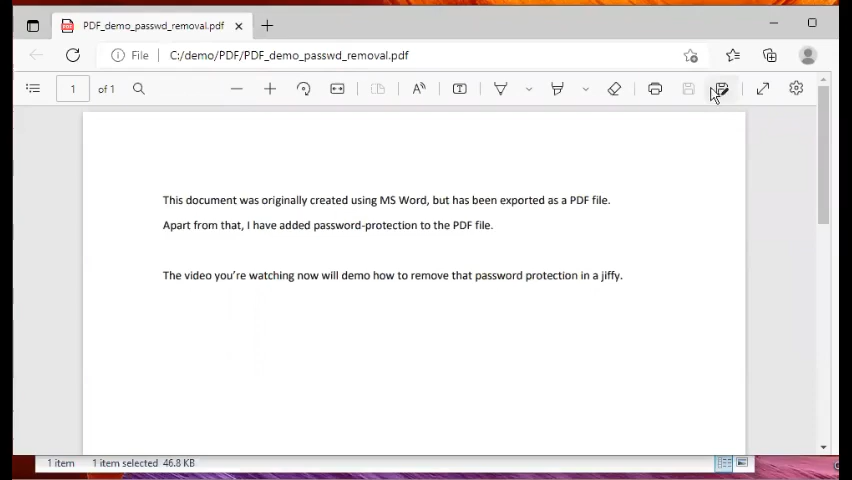 PDF_demo_passwd_removal.pdf
File C:/demo/PDF/PDF_demo_passwd_removal.pdf
1 of 1
This document was originally created using MS Word, but has been exported as a PDF file.
Apart from that, I have added password-protection to the PDF file.
The video you're watching now will demo how to remove that password protection in a jiffy.
1 item 1 item selected 46.8 KB